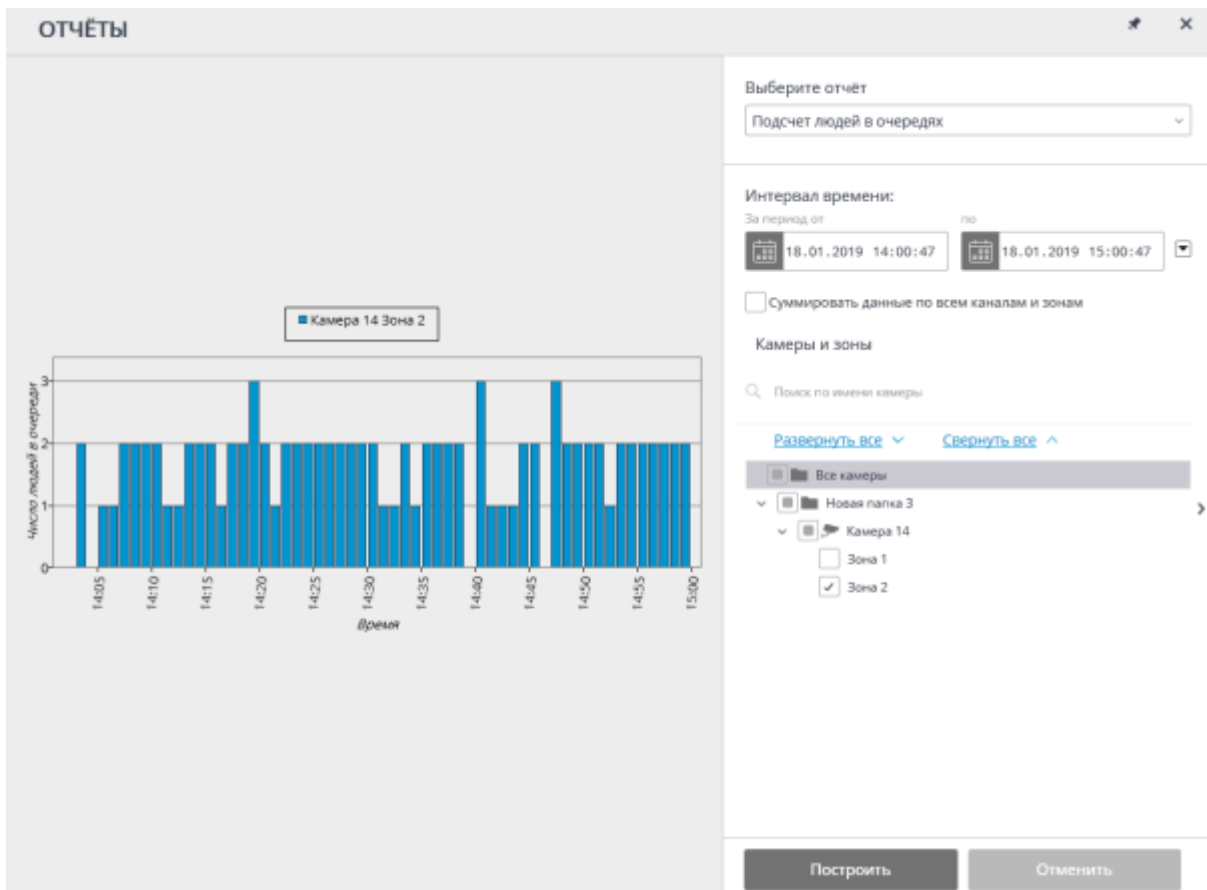 ОТЧЁТЫ
Выберите отчёт
Подсчет людей в очередях
Интервал времени:
За период от
по
18.01.2019 14:00:47
18.01.2019 15:00:47
Суммировать данные по всем каналам и зонам
Камеры и зоны
Поиск по имени камеры
Развернуть все
Свернуть все
Все камеры
Новая папка 3
Камера 14
Зона 1
Зона 2
Построить
Отменить
Камера 14 Зона 2
Число людей в очереди
3
2
1
0
14:05
14:10
14:15
14:20
14:25
14:30
14:35
14:40
14:45
14:50
14:55
15:00
Время